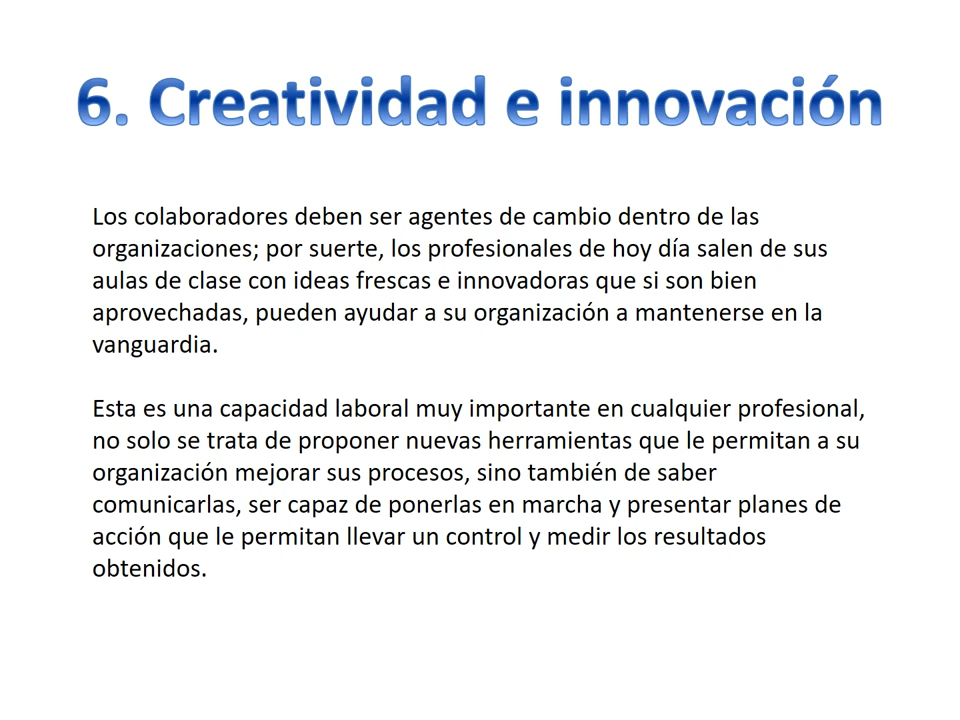 6. Creatividad e innovación
Los colaboradores deben ser agentes de cambio dentro de las
organizaciones; por suerte, los profesionales de hoy día salen de sus
aulas de clase con ideas frescas e innovadoras que si son bien
aprovechadas, pueden ayudar a su organización a mantenerse en la
vanguardia.
Esta es una capacidad laboral muy importante en cualquier profesional,
no solo se trata de proponer nuevas herramientas que le permitan a su
organización mejorar sus procesos, sino también de saber
comunicarlas, ser capaz de ponerlas en marcha y presentar planes de
acción que le permitan llevar un control y medir los resultados
obtenidos.